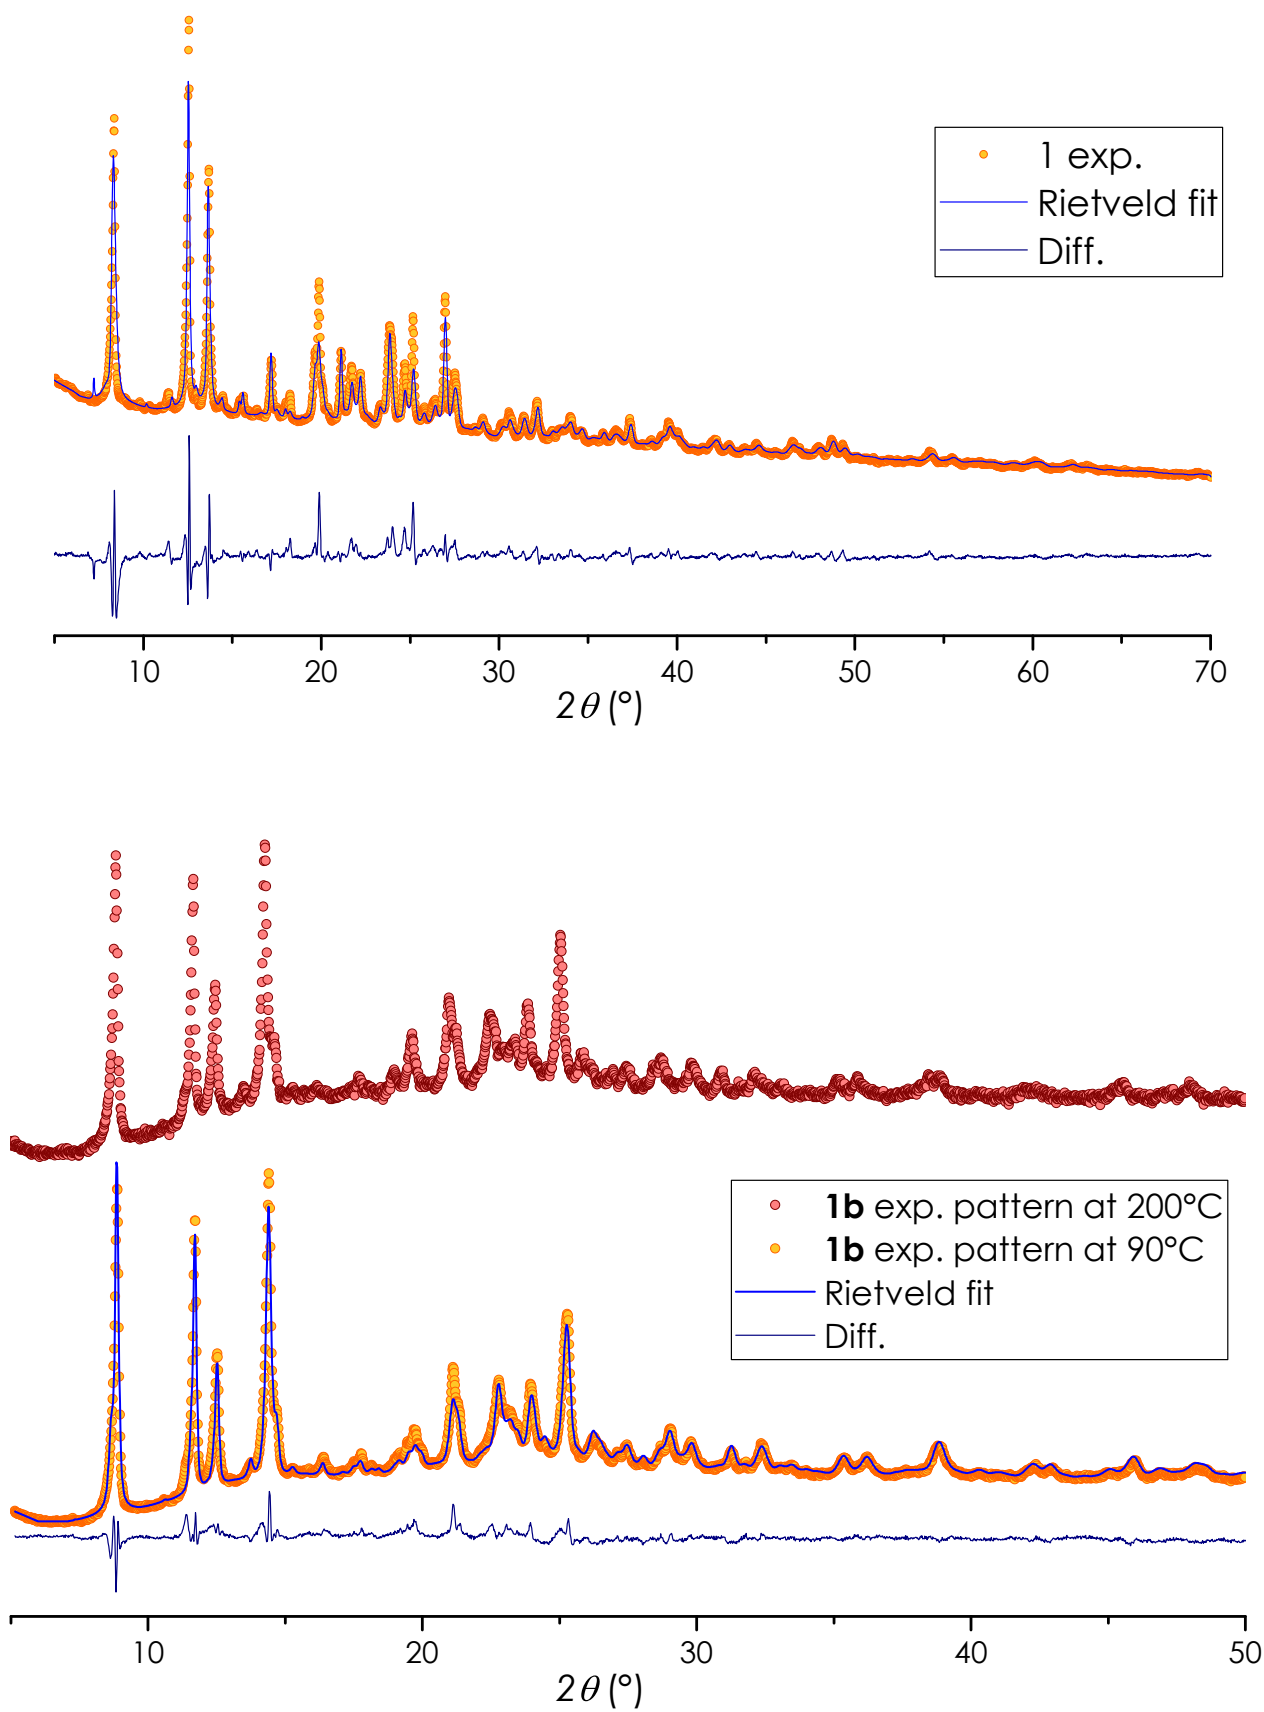 1 exp.
Rietveld fit
Diff.
10 20 30 40 50 60 70
2θ (°)
1b exp. pattern at 200°C
1b exp. pattern at 90°C
Rietveld fit
Diff.
10 20 30 40 50
2θ (°)